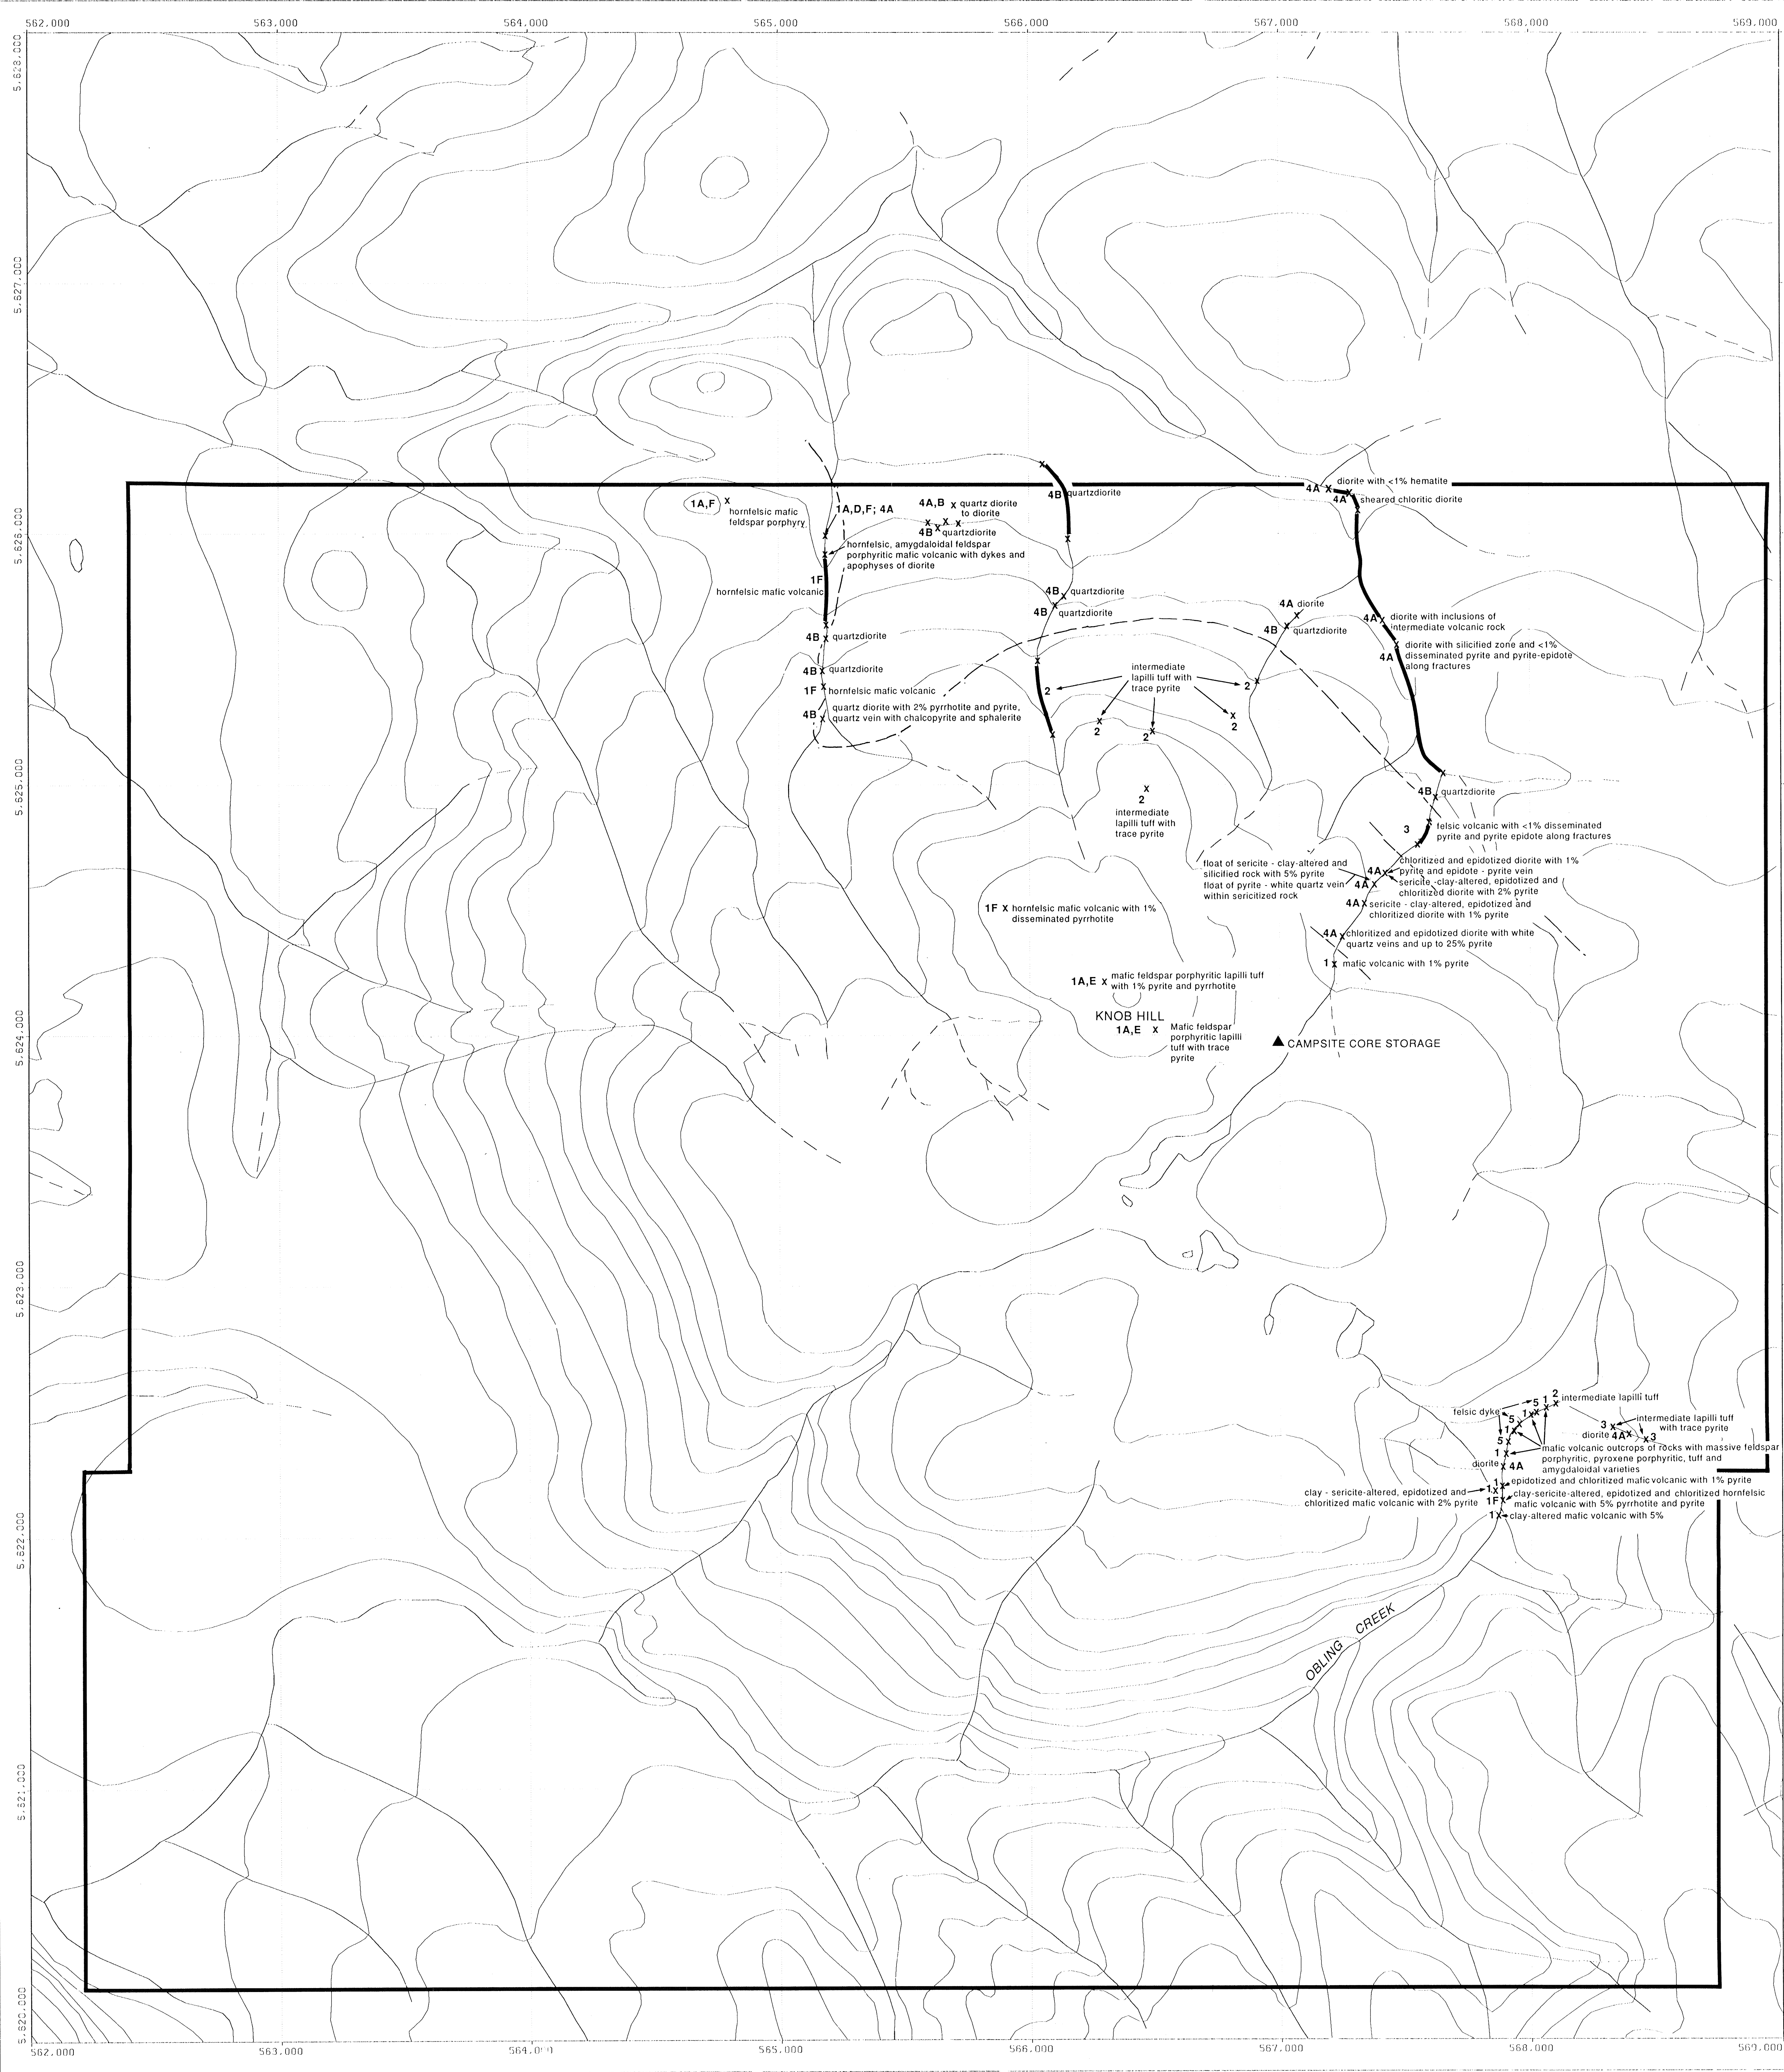 562.000 563.000 564.000 565.000 566.000 567.000 568.000 569.000
5.628.000
5.627.000
5.626.000
5.625.000
5.624.000
5.623.000
5.622.000
5.621.000
5.620.000
1A,F x
hornfelsic mafic
feldspar porphyry
1A,D,F; 4A
4A,B x quartz diorite
to diorite
4B quartzdiorite
hornfelsic, amygdaloidal feldspar
porphyritic mafic volcanic with dykes and
apophyses of diorite
1F
hornfelsic mafic volcanic
4B x quartzdiorite
4B x quartzdiorite
1F hornfelsic mafic volcanic
4B quartz diorite with 2% pyrrhotite and pyrite,
quartz vein with chalcopyrite and sphalerite
4B quartzdiorite
4B x quartzdiorite
4B quartzdiorite
2
intermediate
lapilli tuff with
trace pyrite
2
2
2
2
2
intermediate
lapilli tuff with
trace pyrite
4A diorite
4B quartzdiorite
4A x diorite with <1% hematite
4A sheared chloritic diorite
4A diorite with inclusions of
intermediate volcanic rock
4A
diorite with silicified zone and <1%
disseminated pyrite and pyrite-epidote
along fractures
4B x quartzdiorite
3
felsic volcanic with <1% disseminated
pyrite and pyrite epidote along fractures
float of sericite - clay-altered and
silicified rock with 5% pyrite
float of pyrite - white quartz vein
within sericitized rock
4A
chloritized and epidotized diorite with 1%
pyrite and epidote - pyrite vein
4A
sericite -clay-altered, epidotized and
chloritized diorite with 2% pyrite
4A x sericite - clay-altered, epidotized and
chloritized diorite with 1% pyrite
4A x chloritized and epidotized diorite with white
quartz veins and up to 25% pyrite
1 x mafic volcanic with 1% pyrite
1F x hornfelsic mafic volcanic with 1%
disseminated pyrrhotite
1A,E x mafic feldspar porphyritic lapilli tuff
with 1% pyrite and pyrrhotite
KNOB HILL
1A,E x
Mafic feldspar
porphyritic lapilli
tuff with trace
pyrite
CAMPSITE CORE STORAGE
5 1 2
intermediate lapilli tuff
felsic dyke
5
1
1
5
3
intermediate lapilli tuff
with trace pyrite
diorite 4A x
3
1
mafic volcanic outcrops of rocks with massive feldspar
porphyritic, pyroxene porphyritic, tuff and
amygdaloidal varieties
diorite x 4A
1
epidotized and chloritized mafic volcanic with 1% pyrite
clay - sericite-altered, epidotized and
chloritized mafic volcanic with 2% pyrite
1
1F
clay-sericite-altered, epidotized and chloritized hornfelsic
mafic volcanic with 5% pyrrhotite and pyrite
1 x clay-altered mafic volcanic with 5%
OBLING CREEK
562.000 563.000 565.000 566.000 567.000 568.000 569.000